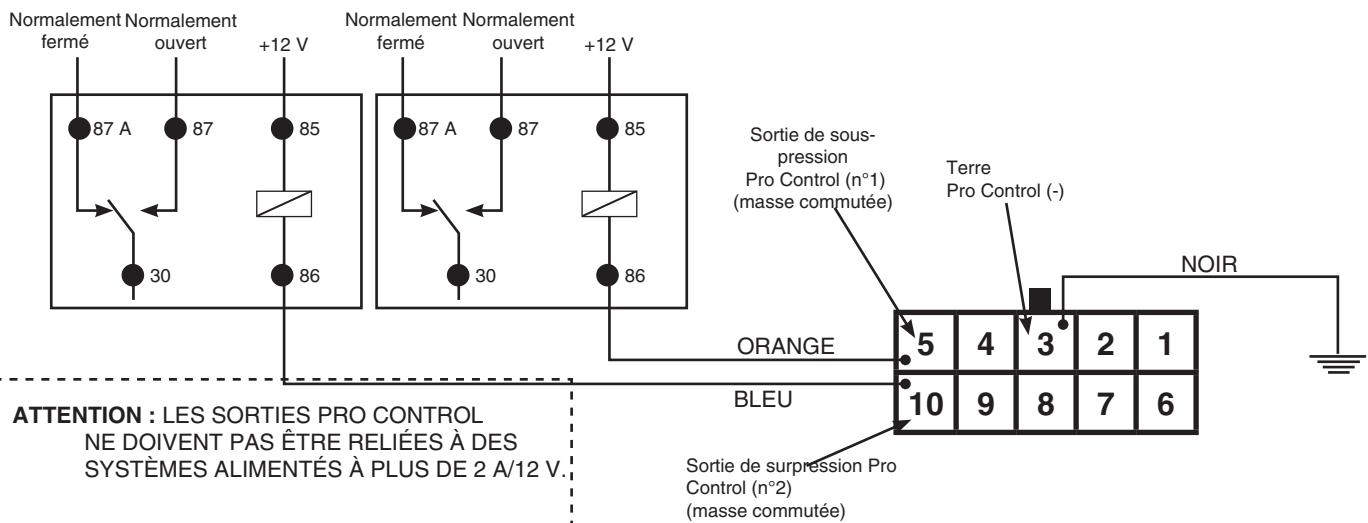 Normalement Normalement Normalement Normalement
fermé ouvert +12 V fermé ouvert +12 V
87 A 87 85 87 A 87 85
30 86 30 86
Sortie de sous-
pression
Pro Control (n°1)
(masse commutée)
Terre
Pro Control (-)
NOIR
ORANGE
5 4 3 2 1
BLEU
10 9 8 7 6
ATTENTION : LES SORTIES PRO CONTROL
NE DOIVENT PAS ÊTRE RELIÉES À DES
SYSTÈMES ALIMENTÉS À PLUS DE 2 A/12 V.
Sortie de surpression Pro
Control (n°2)
(masse commutée)